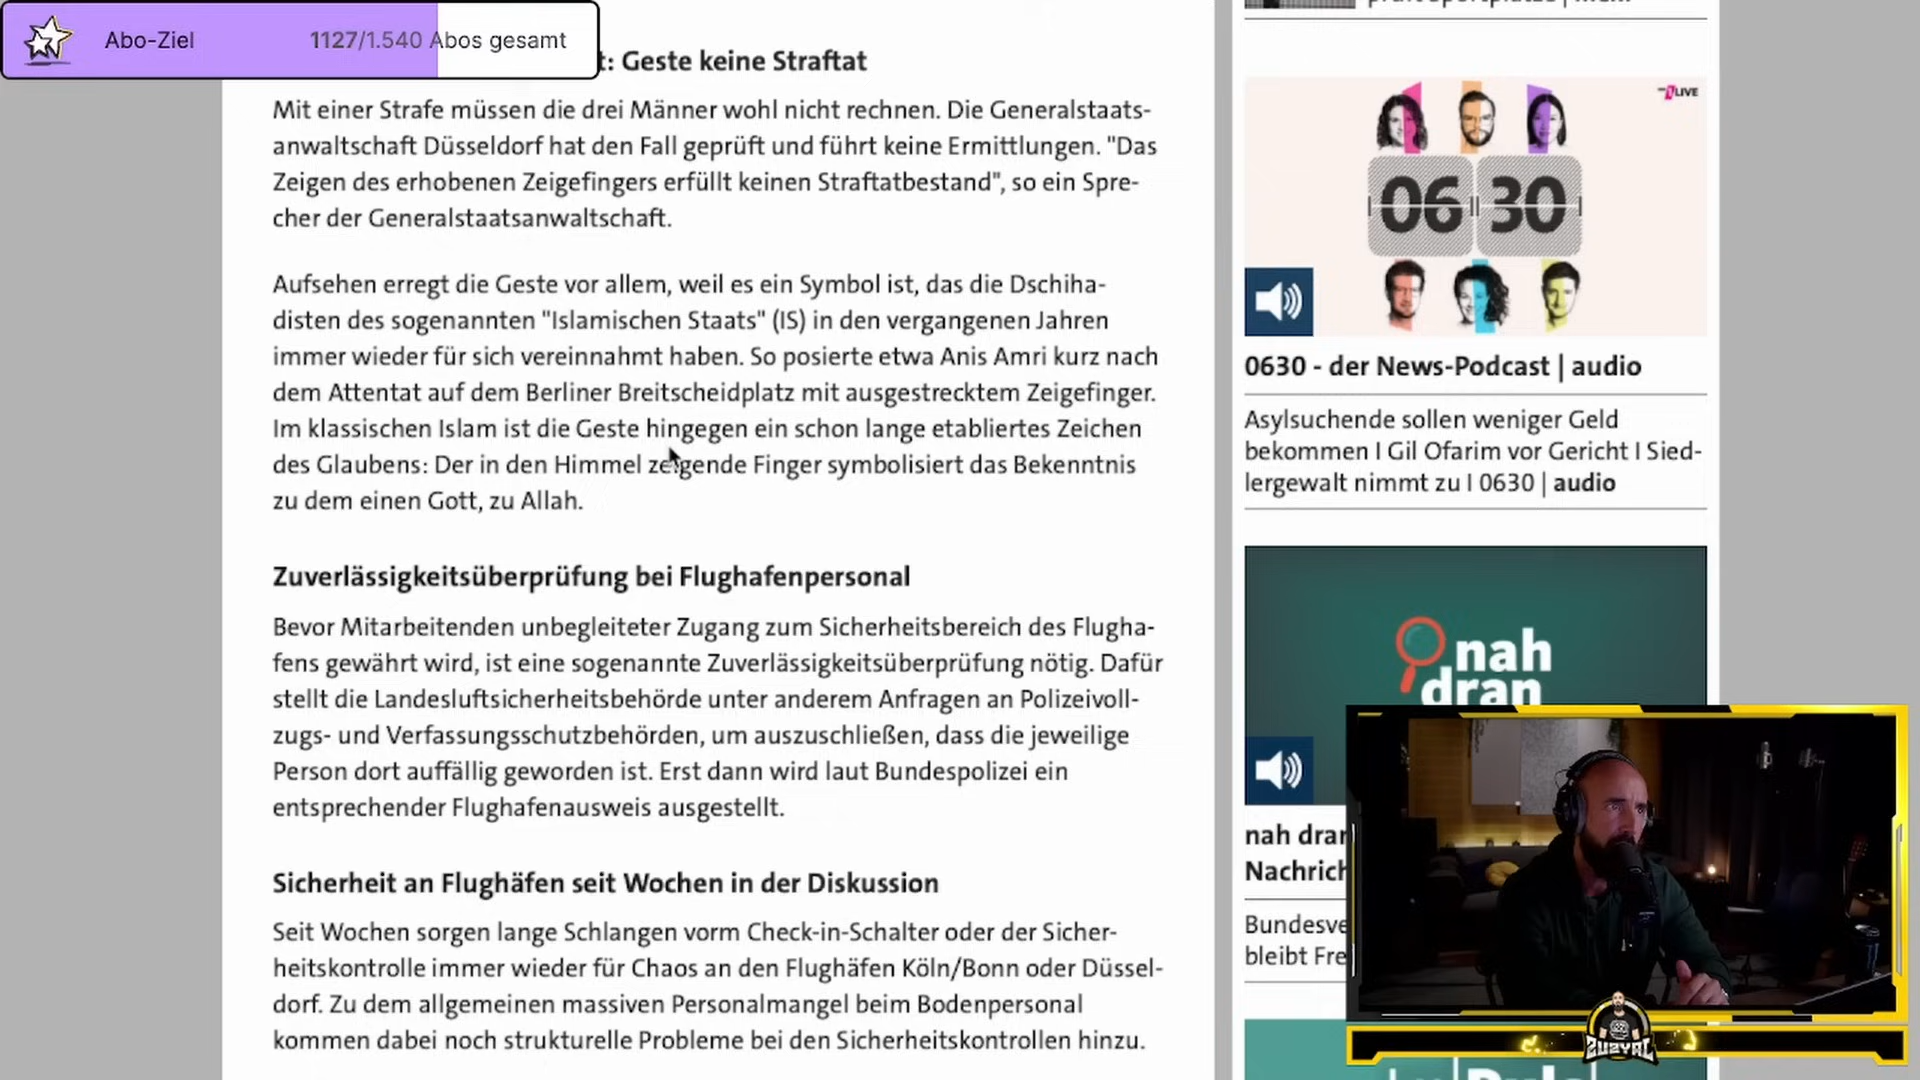 Abo-Ziel
1127/1.540 Abos gesamt
t: Geste keine Straftat
Mit einer Strafe müssen die drei Männer wohl nicht rechnen. Die Generalstaats-
anwaltschaft Düsseldorf hat den Fall geprüft und führt keine Ermittlungen. "Das
Zeigen des erhobenen Zeigefingers erfüllt keinen Straftatbestand", so ein Spre-
cher der Generalstaatsanwaltschaft.
Aufsehen erregt die Geste vor allem, weil es ein Symbol ist, das die Dschiha-
disten des sogenannten "Islamischen Staats" (IS) in den vergangenen Jahren
immer wieder für sich vereinnahmt haben. So posierte etwa Anis Amri kurz nach
dem Attentat auf dem Berliner Breitscheidplatz mit ausgestrecktem Zeigefinger.
Im klassischen Islam ist die Geste hingegen ein schon lange etabliertes Zeichen
des Glaubens: Der in den Himmel zeigende Finger symbolisiert das Bekenntnis
zu dem einen Gott, zu Allah.
Zuverlässigkeitsüberprüfung bei Flughafenpersonal
Bevor Mitarbeitenden unbegleiteter Zugang zum Sicherheitsbereich des Flugha-
fens gewährt wird, ist eine sogenannte Zuverlässigkeitsüberprüfung nötig. Dafür
stellt die Landesluftsicherheitsbehörde unter anderem Anfragen an Polizeivoll-
zugs- und Verfassungsschutzbehörden, um auszuschließen, dass die jeweilige
Person dort auffällig geworden ist. Erst dann wird laut Bundespolizei ein
entsprechender Flughafenausweis ausgestellt.
Sicherheit an Flughäfen seit Wochen in der Diskussion
Seit Wochen sorgen lange Schlangen vorm Check-in-Schalter oder der Sicher-
heitskontrolle immer wieder für Chaos an den Flughäfen Köln/Bonn oder Düssel-
dorf. Zu dem allgemeinen massiven Personalmangel beim Bodenpersonal
kommen dabei noch strukturelle Probleme bei den Sicherheitskontrollen hinzu.
1LIVE
06 30
0630 - der News-Podcast | audio
Asylsuchende sollen weniger Geld
bekommen I Gil Ofarim vor Gericht I Sied-
lergewalt nimmt zu I 0630 | audio
nah
dran
nah dran
Nachrich
Bundesve
bleibt Fre
ZUEYAL